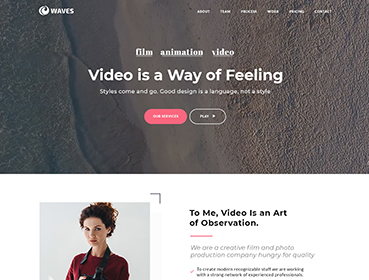 WAVES
ABOUT TEAM PROCESS WORK PRICING CONTACT
film animation video
Video is a Way of Feeling
Styles come and go. Good design is a language, not a style
OUR SERVICES
PLAY
To Me, Video Is an Art
of Observation.
We are a creative film and photo
production company hungry for quality
To create modern recognizable staff we are working
with a strong network of experienced professionals.